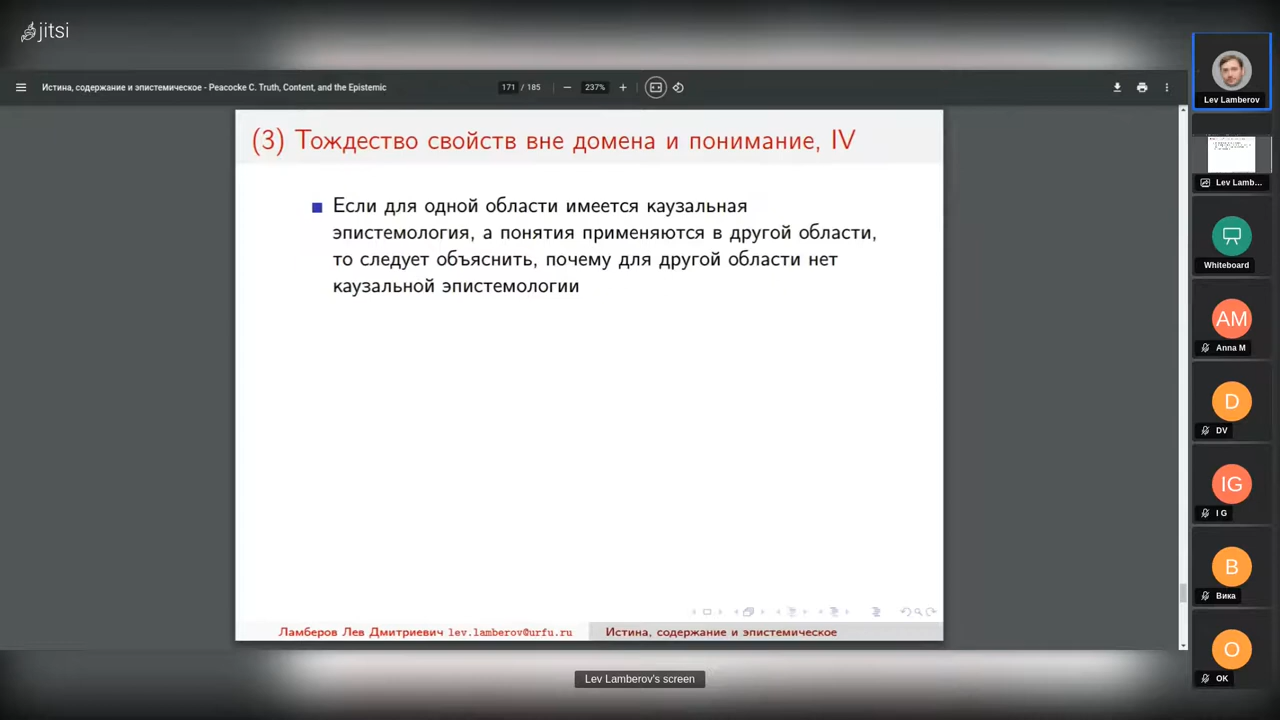 jitsi
Истина, содержание и эпистемическое - Peacocke C. Truth, Content, and the Epistemic
171 / 185
237%
(3) Тождество свойств вне домена и понимание, IV
Если для одной области имеется каузальная
эпистемология, а понятия применяются в другой области,
то следует объяснить, почему для другой области нет
каузальной эпистемологии
Ламберов Лев Дмитриевич lev.lamberov@urfu.ru
Истина, содержание и эпистемическое
Lev Lamberov's screen
Lev Lamberov
Lev Lamb...
Whiteboard
AM
Anna M
D
DV
IG
I G
B
Вика
O
OK